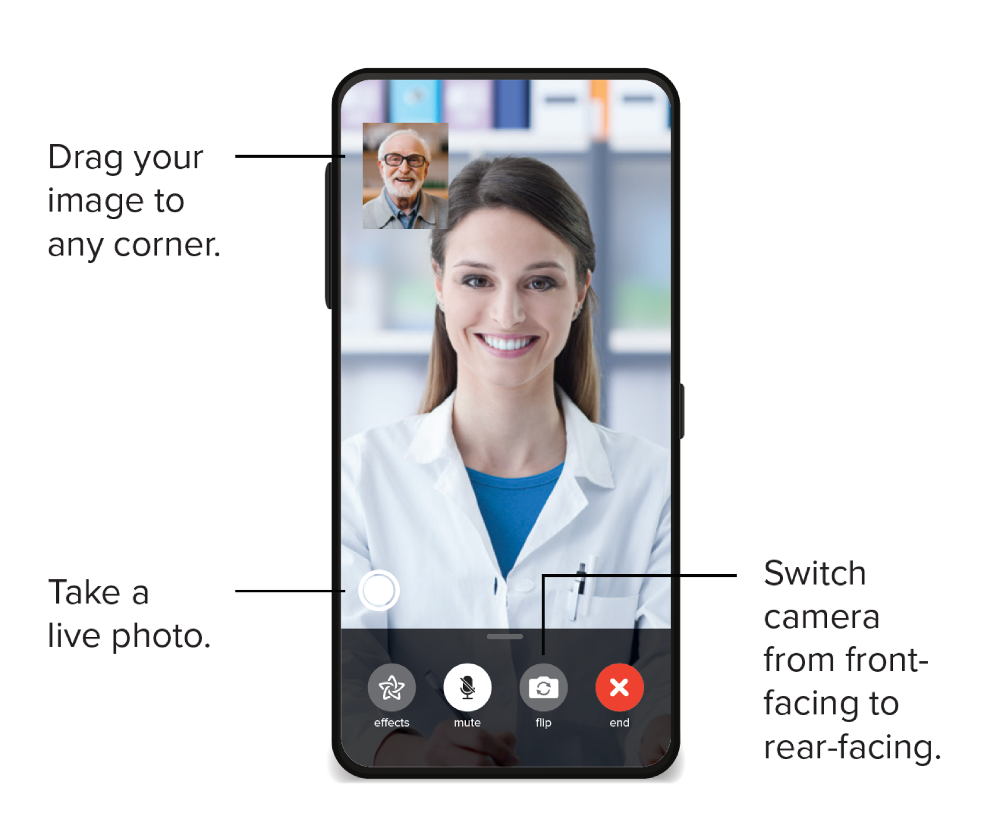 Drag your
image to
any corner.
Take a
live photo.
Switch
camera
from front-
facing to
rear-facing.
effects
mute
flip
end